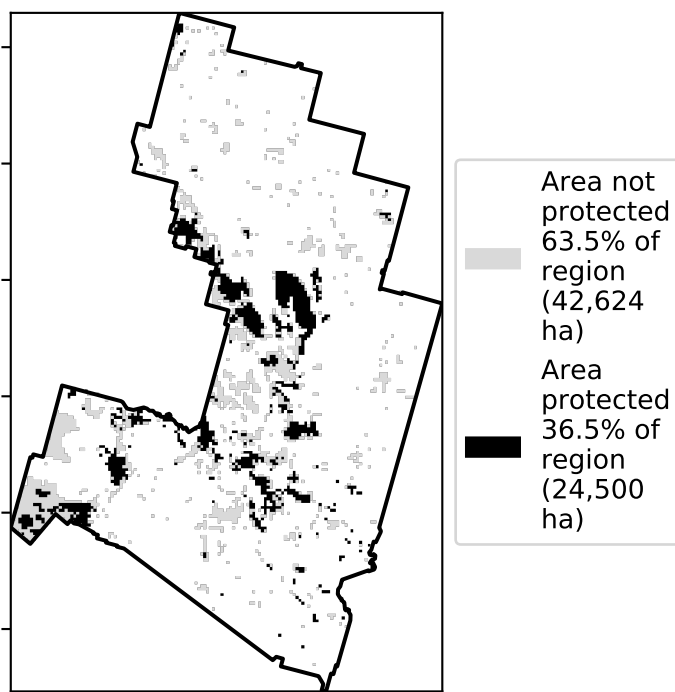 Area not
protected
63.5% of
region
(42,624
ha)
Area
protected
36.5% of
region
(24,500
ha)